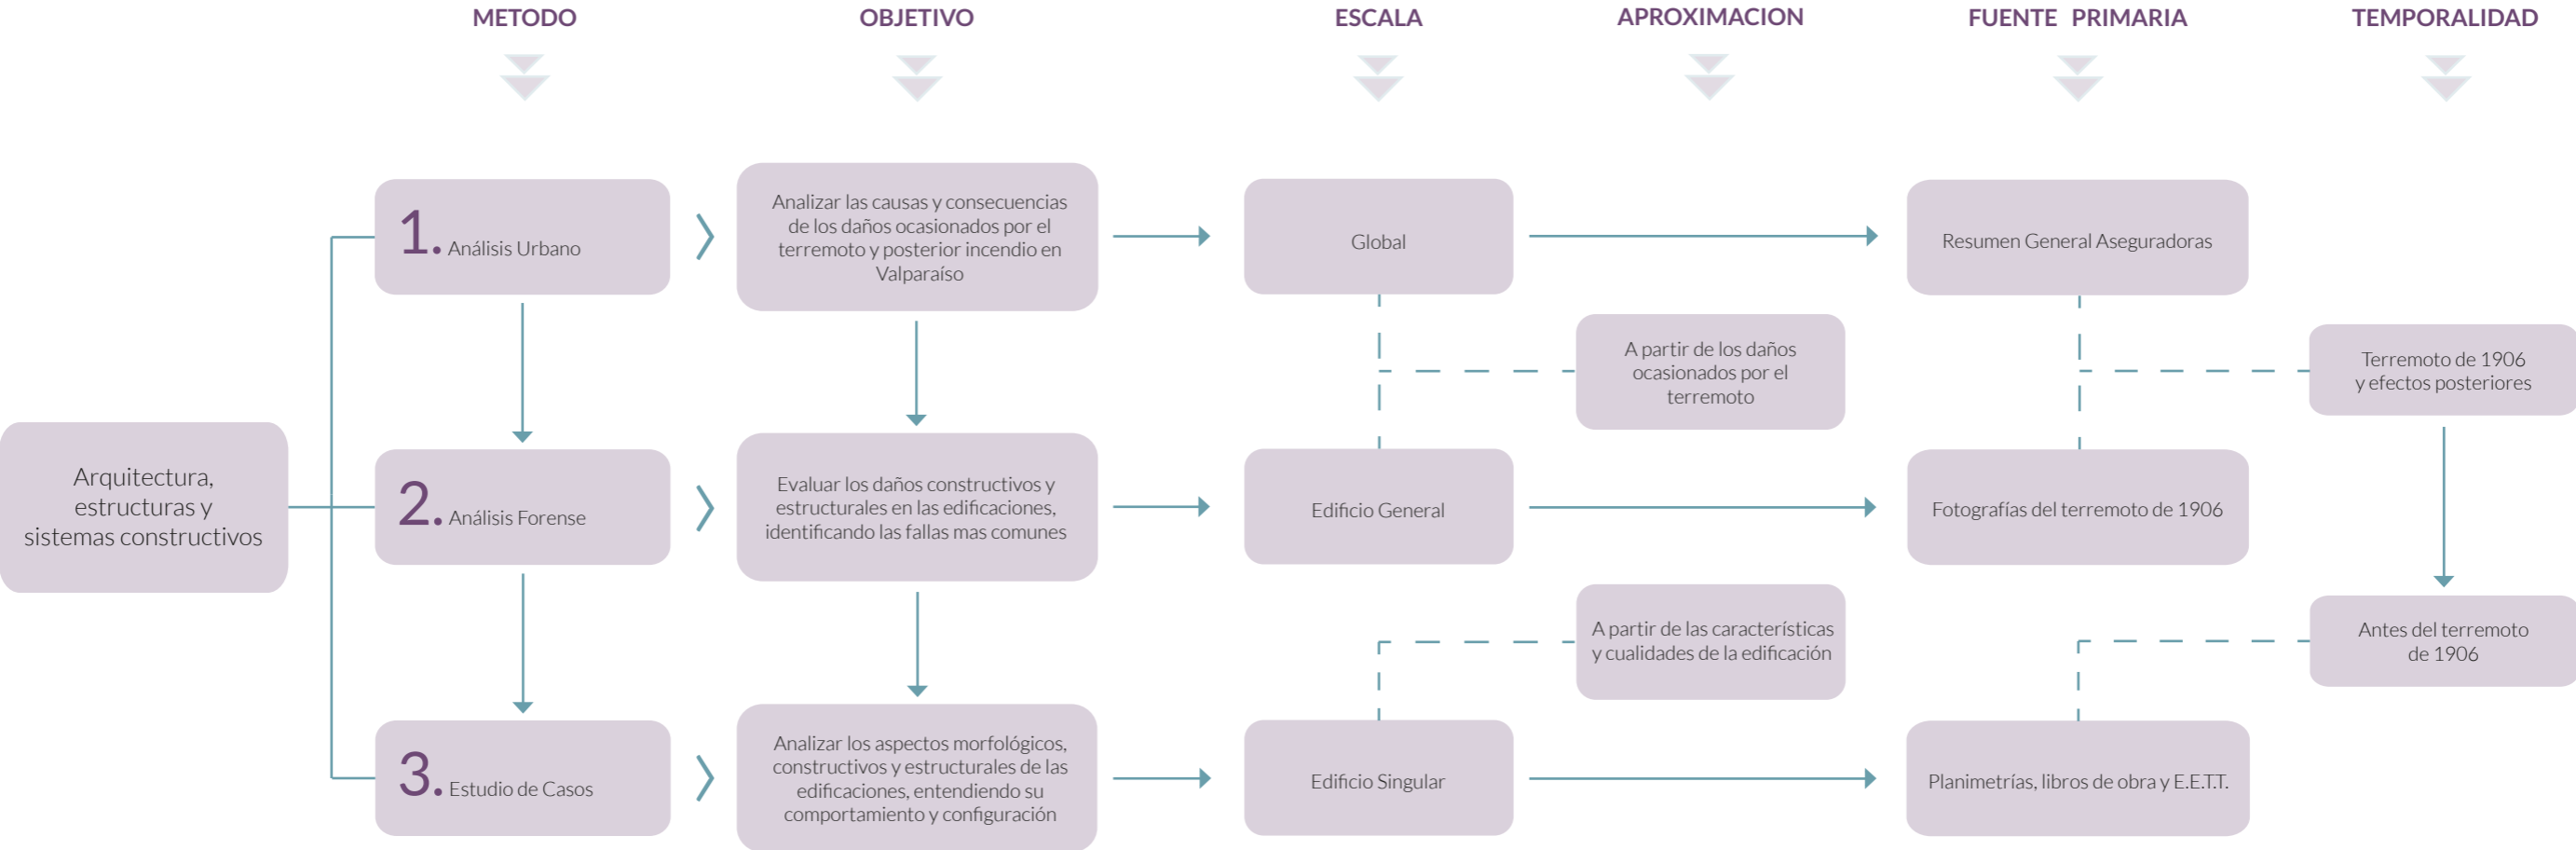 METODO
OBJETIVO
ESCALA
APROXIMACION
FUENTE PRIMARIA
TEMPORALIDAD
Arquitectura,
estructuras y
sistemas constructivos
1. Análisis Urbano
Analizar las causas y consecuencias
de los daños ocasionados por el
terremoto y posterior incendio en
Valparaíso
Global
Resumen General Aseguradoras
A partir de los daños
ocasionados por el
terremoto
Terremoto de 1906
y efectos posteriores
2. Análisis Forense
Evaluar los daños constructivos y
estructurales en las edificaciones,
identificando las fallas mas comunes
Edificio General
Fotografías del terremoto de 1906
A partir de las características
y cualidades de la edificación
Antes del terremoto
de 1906
3. Estudio de Casos
Analizar los aspectos morfológicos,
constructivos y estructurales de las
edificaciones, entendiendo su
comportamiento y configuración
Edificio Singular
Planimetrías, libros de obra y E.E.T.T.